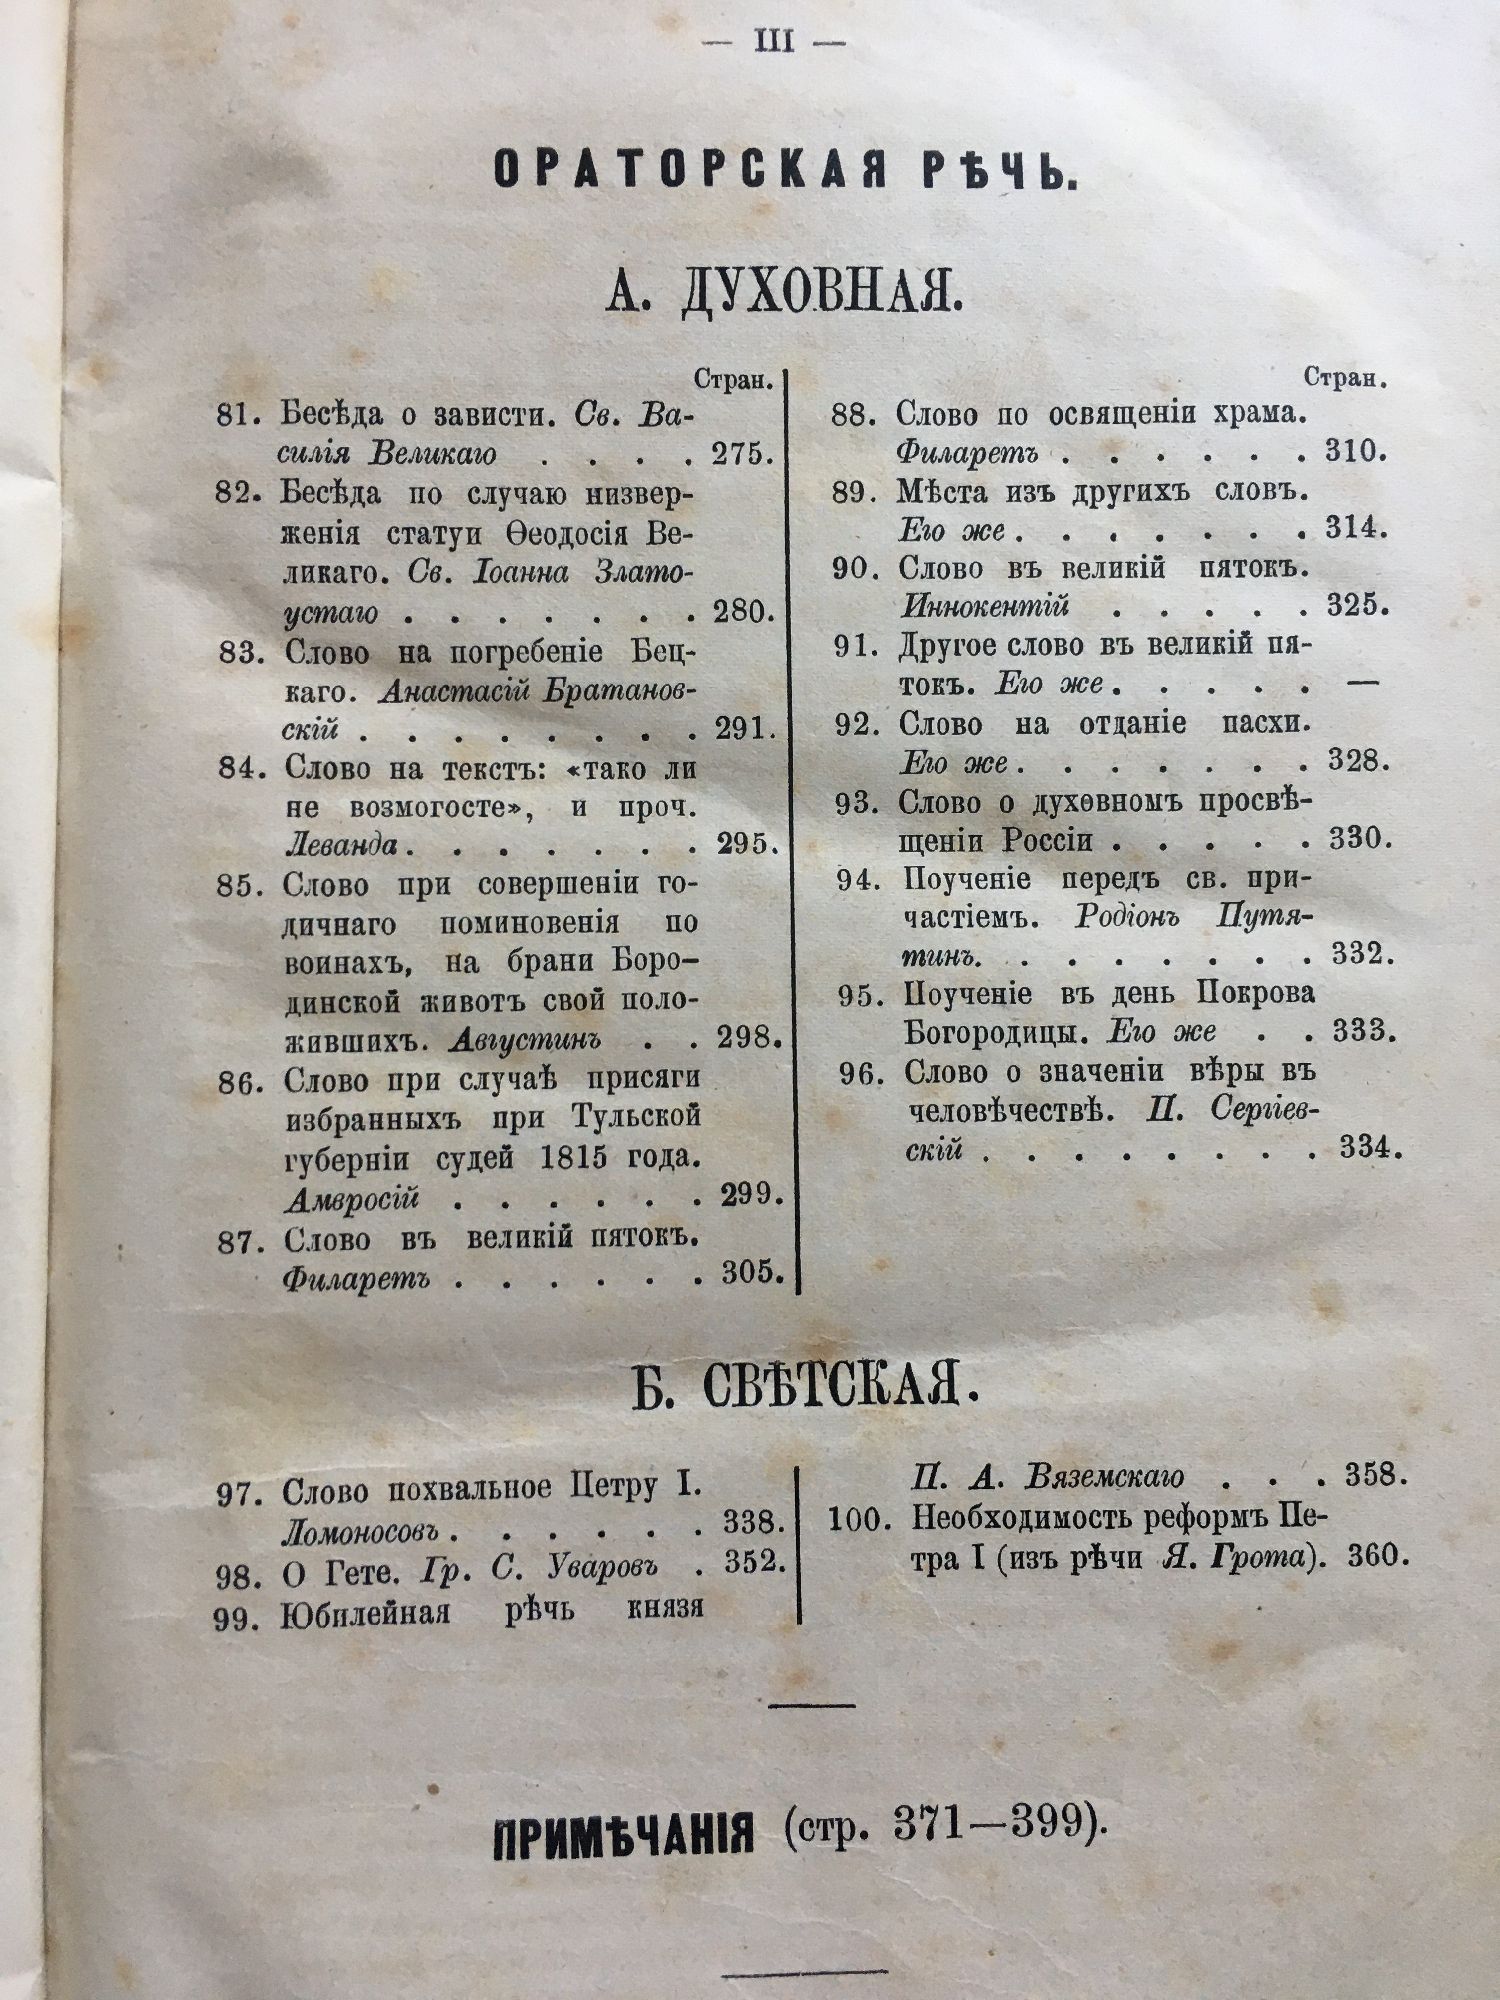 — III —
ОРАТОРСКАЯ РѢЧЬ.
А. ДУХОВНАЯ.
Стран.
81. Бесѣда о зависти. Св. Ва-
силія Великаго . . . . 275.
82. Бесѣда по случаю низвер-
женія статуи Ѳеодосія Ве-
ликаго. Св. Іоанна Злато-
устаго . . . . . . . 280.
83. Слово на погребеніе Бец-
каго. Анастасій Братанов-
скій . . . . . . . . 291.
84. Слово на текстъ: «тако ли
не возмогосте», и проч.
Леванда . . . . . . . 295.
85. Слово при совершеніи го-
дичнаго поминовенія по
воинахъ, на брани Боро-
динской животъ свой поло-
жившихъ. Августинъ . . 298.
86. Слово при случаѣ присяги
избранныхъ при Тульской
губерніи судей 1815 года.
Амвросій . . . . . . 299.
87. Слово въ великій пятокъ.
Филаретъ . . . . . . 305.
Стран.
88. Слово по освященіи храма.
Филаретъ . . . . . . 310.
89. Мѣста изъ другихъ словъ.
Его же . . . . . . . 314.
90. Слово въ великій пятокъ.
Иннокентій . . . . . 325.
91. Другое слово въ великій пя-
токъ. Его же . . . . . —
92. Слово на отданіе пасхи.
Его же . . . . . . . 328.
93. Слово о духовномъ просвѣ-
щеніи Россіи . . . . . 330.
94. Поученіе передъ св. при-
частіемъ. Родіонъ Путя-
тинъ. . . . . . . . 332.
95. Поученіе въ день Покрова
Богородицы. Его же . . 333.
96. Слово о значеніи вѣры въ
человѣчествѣ. П. Сергіев-
скій . . . . . . . . 334.
Б. СВѢТСКАЯ.
97. Слово похвальное Петру I.
Ломоносовъ . . . . . . 338.
98. О Гете. Гр. С. Уваровъ . 352.
99. Юбилейная рѣчь князя
П. А. Вяземскаго . . . 358.
100. Необходимость реформъ Пе-
тра I (изъ рѣчи Я. Грота). 360.
ПРИМѢЧАНІЯ (стр. 371—399).